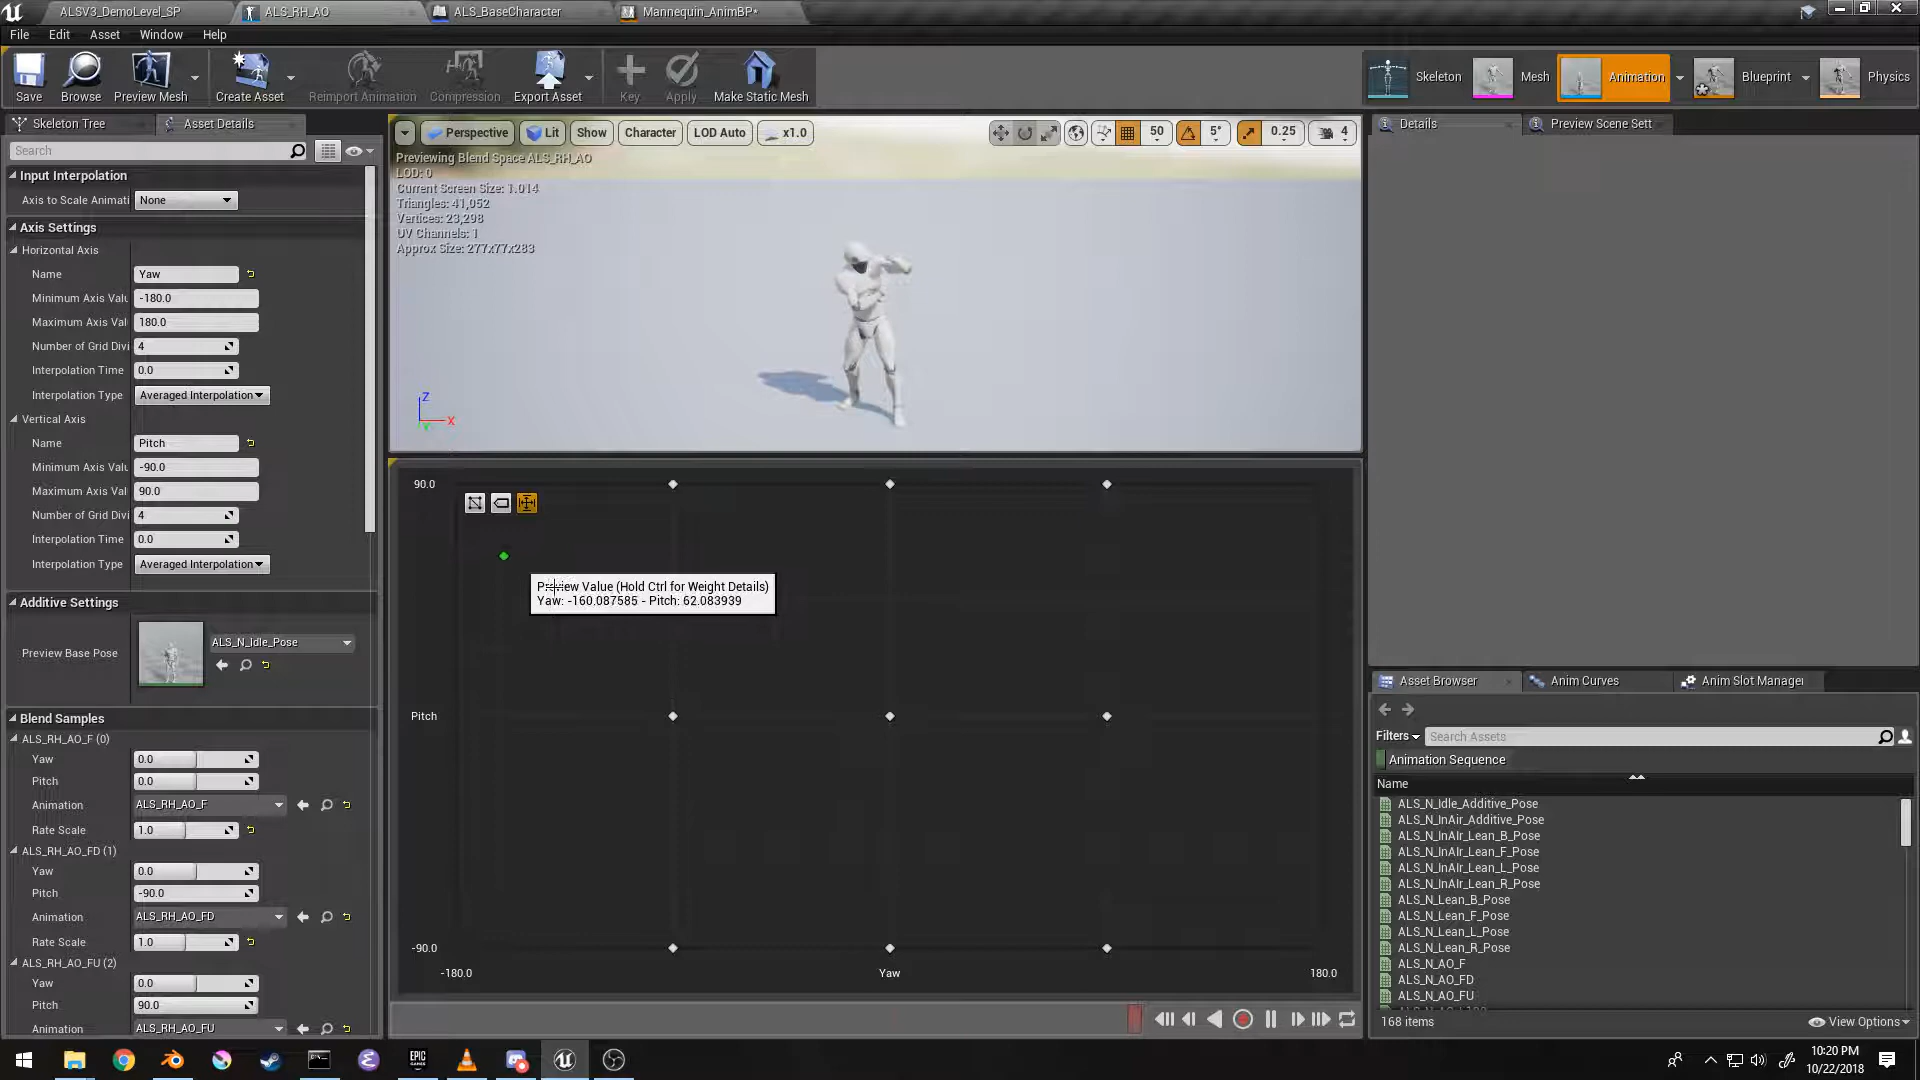 ALSV3_DemoLevel_SP
ALS_RH_AO
ALS_BaseCharacter
Mannequin_AnimBP*
File
Edit
Asset
Window
Help
Save
Browse
Preview Mesh
Create Asset
Reimport Animation
Compression
Export Asset
Key
Apply
Make Static Mesh
Skeleton
Mesh
Animation
Blueprint
Physics
Skeleton Tree
Asset Details
Search
Input Interpolation
Axis to Scale Animati
None
Axis Settings
Horizontal Axis
Name
Yaw
Minimum Axis Valu
-180.0
Maximum Axis Val
180.0
Number of Grid Divi
4
Interpolation Time
0.0
Interpolation Type
Averaged Interpolation
Vertical Axis
Name
Pitch
Minimum Axis Valu
-90.0
Maximum Axis Val
90.0
Number of Grid Divi
4
Interpolation Time
0.0
Interpolation Type
Averaged Interpolation
Additive Settings
Preview Base Pose
ALS_N_Idle_Pose
Blend Samples
ALS_RH_AO_F (0)
Yaw
0.0
Pitch
0.0
Animation
ALS_RH_AO_F
Rate Scale
1.0
ALS_RH_AO_FD (1)
Yaw
0.0
Pitch
-90.0
Animation
ALS_RH_AO_FD
Rate Scale
1.0
ALS_RH_AO_FU (2)
Yaw
0.0
Pitch
90.0
Animation
ALS_RH_AO_FU
Perspective
Lit
Show
Character
LOD Auto
x1.0
50
5°
0.25
4
Previewing Blend Space ALS_RH_AO
LOD: 0
Current Screen Size: 1.014
Triangles: 41,052
Vertices: 23,298
UV Channels: 1
Approx Size: 277x77x283
Z
X
Y
90.0
Preview Value (Hold Ctrl for Weight Details)
Yaw: -160.087585 - Pitch: 62.083939
Pitch
-90.0
-180.0
Yaw
180.0
Details
Preview Scene Sett
Asset Browser
Anim Curves
Anim Slot Manager
Filters
Search Assets
Animation Sequence
Name
ALS_N_Idle_Additive_Pose
ALS_N_InAir_Additive_Pose
ALS_N_InAIr_Lean_B_Pose
ALS_N_InAIr_Lean_F_Pose
ALS_N_InAIr_Lean_L_Pose
ALS_N_InAIr_Lean_R_Pose
ALS_N_Lean_B_Pose
ALS_N_Lean_F_Pose
ALS_N_Lean_L_Pose
ALS_N_Lean_R_Pose
ALS_N_AO_F
ALS_N_AO_FD
ALS_N_AO_FU
168 items
View Options
EPIC
GAMES
10:20 PM
10/22/2018